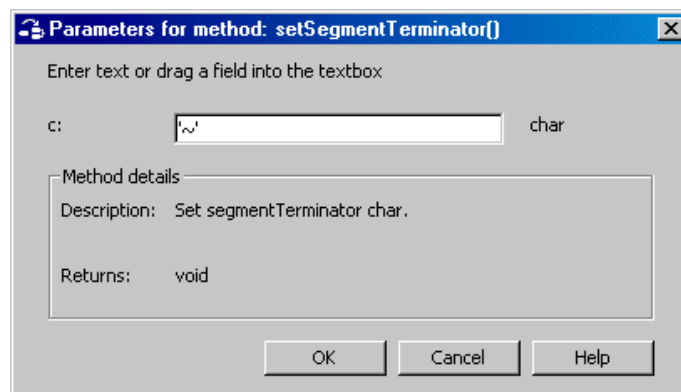 Parameters for method: setSegmentTerminator()
Enter text or drag a field into the textbox
c: '~' char
Method details
Description: Set segmentTerminator char.
Returns: void
OK Cancel Help